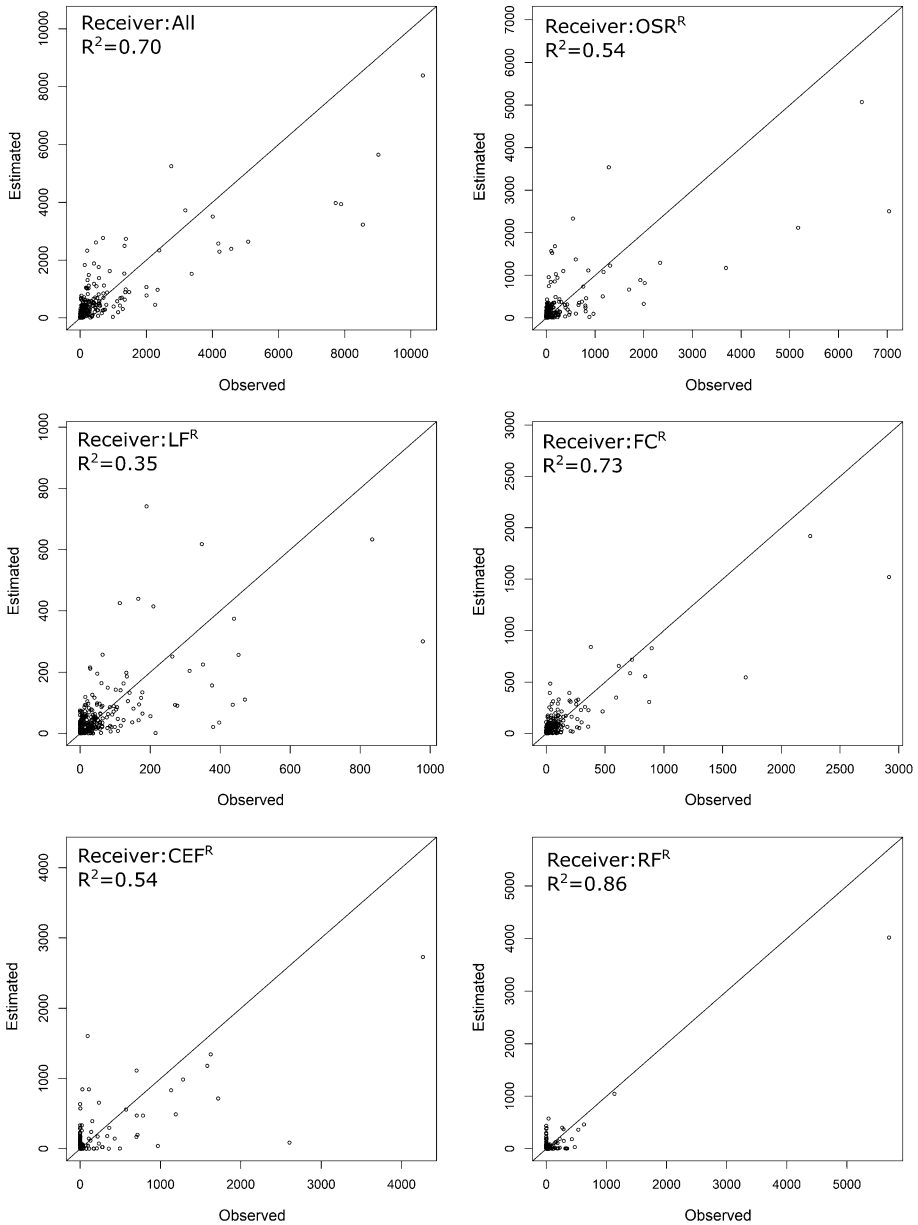 Receiver:All
R²=0.70
Estimated
0 2000 4000 6000 8000 10000
0 2000 4000 6000 8000 10000
Observed
Receiver:OSRᴿ
R²=0.54
Estimated
0 1000 2000 3000 4000 5000 6000 7000
0 1000 2000 3000 4000 5000 6000 7000
Observed
Receiver:LFᴿ
R²=0.35
Estimated
0 200 400 600 800 1000
0 200 400 600 800 1000
Observed
Receiver:FCᴿ
R²=0.73
Estimated
0 500 1000 1500 2000 2500 3000
0 500 1000 1500 2000 2500 3000
Observed
Receiver:CEFᴿ
R²=0.54
Estimated
0 1000 2000 3000 4000
0 1000 2000 3000 4000
Observed
Receiver:RFᴿ
R²=0.86
Estimated
0 1000 2000 3000 4000 5000
0 1000 2000 3000 4000 5000
Observed